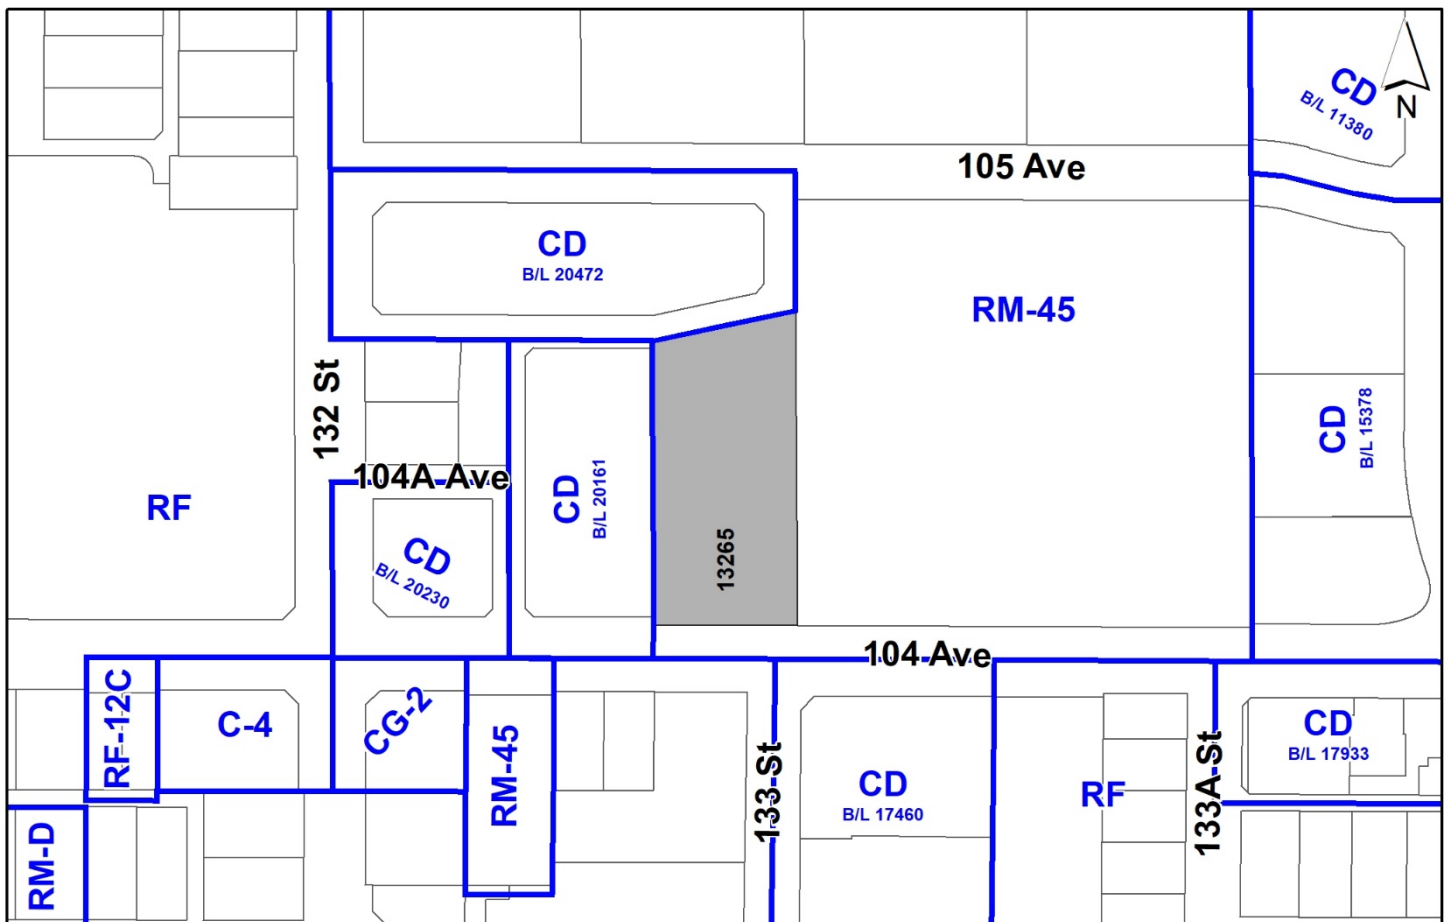 CD
B/L 11380
N
105 Ave
CD
B/L 20472
RM-45
132 St
CD
B/L 15378
104A Ave
RF
CD
B/L 20161
CD
B/L 20230
13265
104 Ave
RF-12C
C-4
CG-2
RM-45
133 St
CD
B/L 17460
RF
133A St
CD
B/L 17933
RM-D